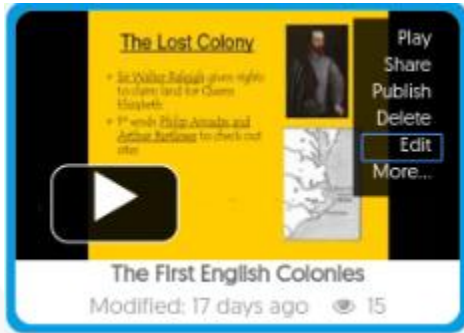 The Lost Colony
Sir Walter Raleigh given rights
to claim land for Queen
Elizabeth
1st sends Philip Amadas and
Arthur Barlowe to check out
site
Play
Share
Publish
Delete
Edit
More...
The First English Colonies
Modified: 17 days ago 15